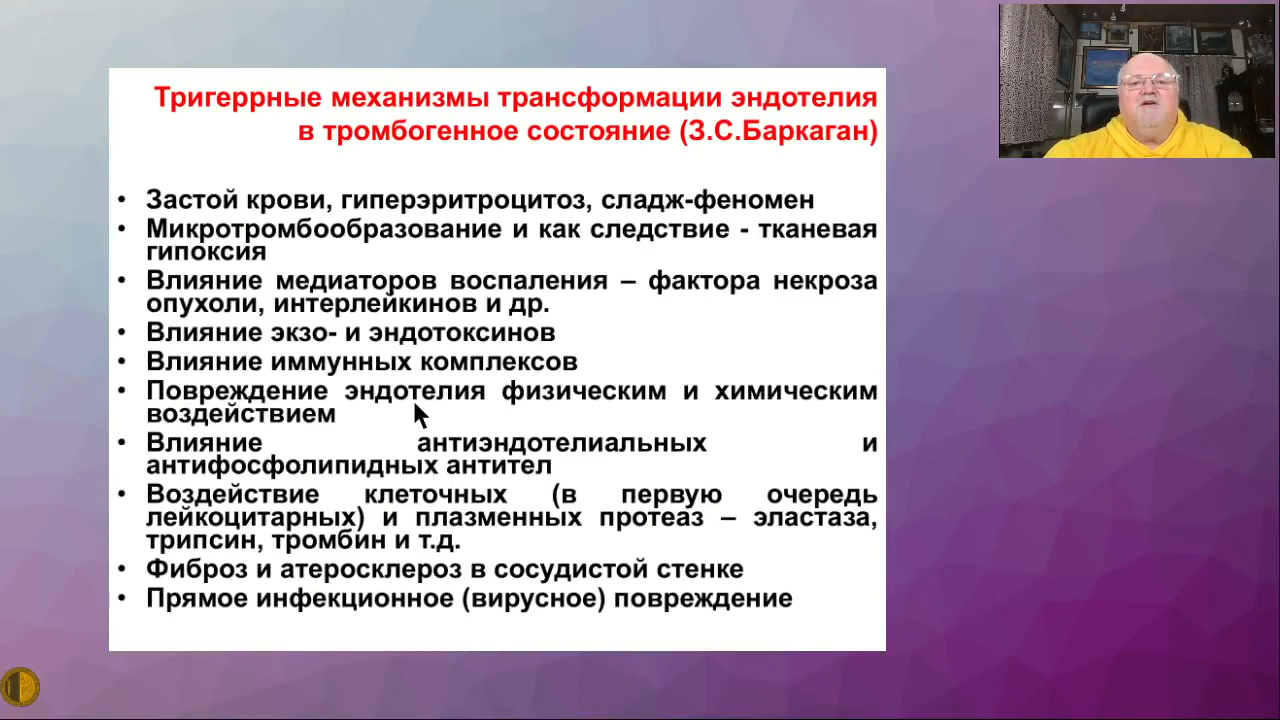 Тригеррные механизмы трансформации эндотелия
в тромбогенное состояние (З.С.Баркаган)
• Застой крови, гиперэритроцитоз, сладж-феномен
• Микротромбообразование и как следствие - тканевая
гипоксия
• Влияние медиаторов воспаления – фактора некроза
опухоли, интерлейкинов и др.
• Влияние экзо- и эндотоксинов
• Влияние иммунных комплексов
• Повреждение эндотелия физическим и химическим
воздействием
• Влияние антиэндотелиальных и
антифосфолипидных антител
• Воздействие клеточных (в первую очередь
лейкоцитарных) и плазменных протеаз – эластаза,
трипсин, тромбин и т.д.
• Фиброз и атеросклероз в сосудистой стенке
• Прямое инфекционное (вирусное) повреждение